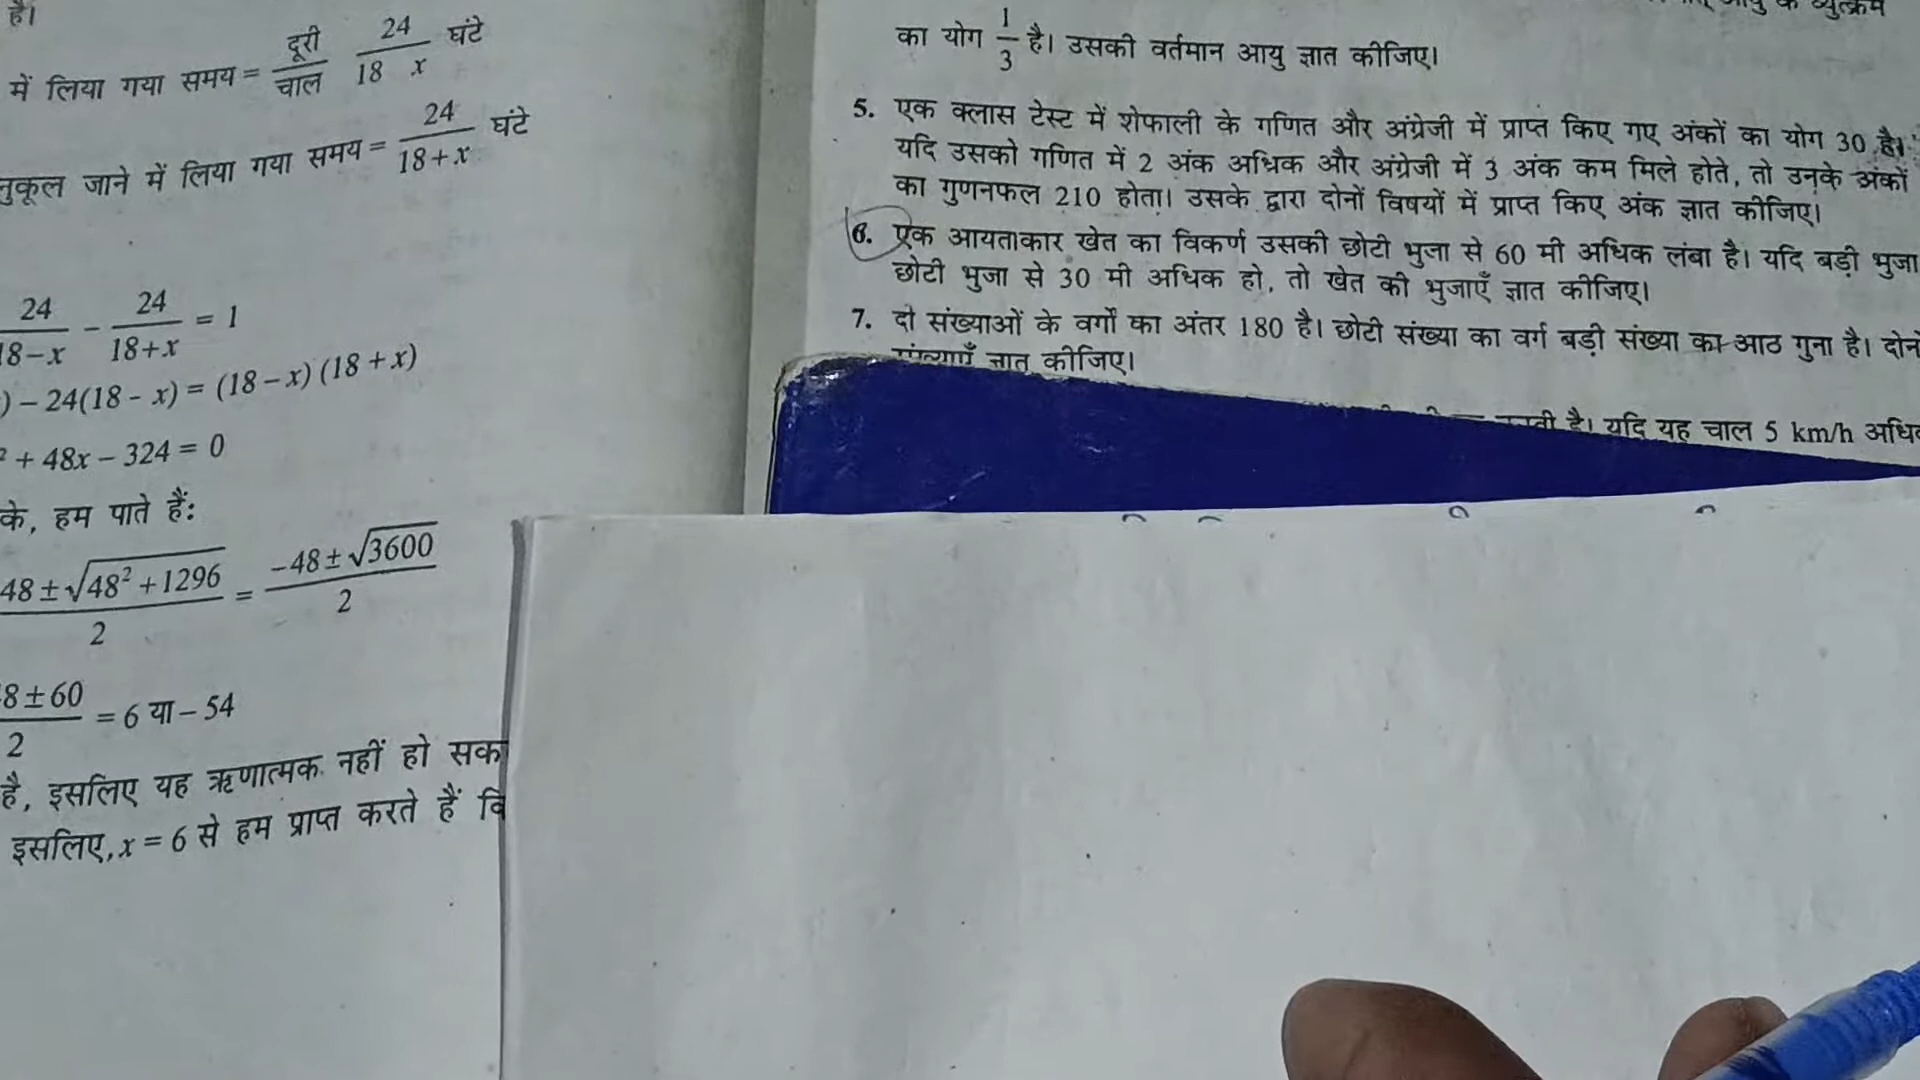 है।
में लिया गया समय = दूरी/चाल 24/18 x घंटे
नुकूल जाने में लिया गया समय = 24/18+x घंटे
24/8-x - 24/18+x = 1
) - 24(18 - x) = (18 - x) (18 + x)
² + 48x - 324 = 0
के, हम पाते हैं:
48 ± √48² + 1296/2 = -48 ± √3600/2
8 ± 60/2 = 6 या - 54
है, इसलिए यह ऋणात्मक नहीं हो सक
इसलिए, x = 6 से हम प्राप्त करते हैं
आयु के व्युत्क्रम
का योग 1/3 है। उसकी वर्तमान आयु ज्ञात कीजिए।
5. एक क्लास टेस्ट में शेफाली के गणित और अंग्रेजी में प्राप्त किए गए अंकों का योग 30 है।
यदि उसको गणित में 2 अंक अधिक और अंग्रेजी में 3 अंक कम मिले होते, तो उनके अंकों
का गुणनफल 210 होता। उसके द्वारा दोनों विषयों में प्राप्त किए अंक ज्ञात कीजिए।
6. एक आयताकार खेत का विकर्ण उसकी छोटी भुजा से 60 मी अधिक लंबा है। यदि बड़ी भुजा
छोटी भुजा से 30 मी अधिक हो, तो खेत की भुजाएँ ज्ञात कीजिए।
7. दो संख्याओं के वर्गों का अंतर 180 है। छोटी संख्या का वर्ग बड़ी संख्या का आठ गुना है। दोन
संख्याएँ ज्ञात कीजिए।
है। यदि यह चाल 5 km/h अधि